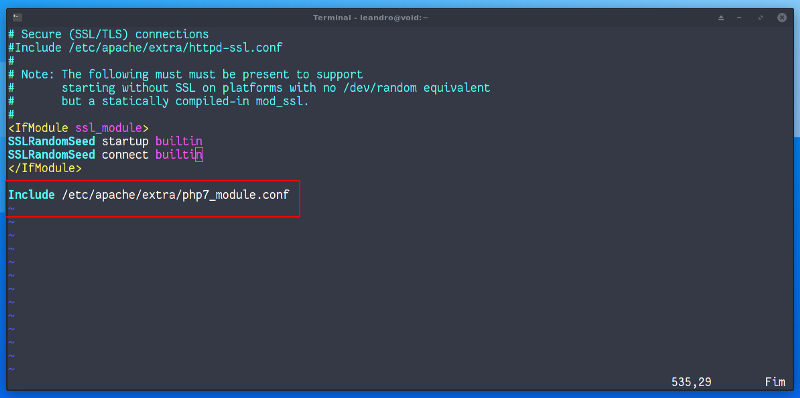 Terminal - leandro@void:~
# Secure (SSL/TLS) connections
#Include /etc/apache/extra/httpd-ssl.conf
#
# Note: The following must must be present to support
#       starting without SSL on platforms with no /dev/random equivalent
#       but a statically compiled-in mod_ssl.
#
<IfModule ssl_module>
SSLRandomSeed startup builtin
SSLRandomSeed connect builtin
</IfModule>
Include /etc/apache/extra/php7_module.conf
~
~
~
~
~
~
~
~
~
~
~
~
~
535,29 Fim